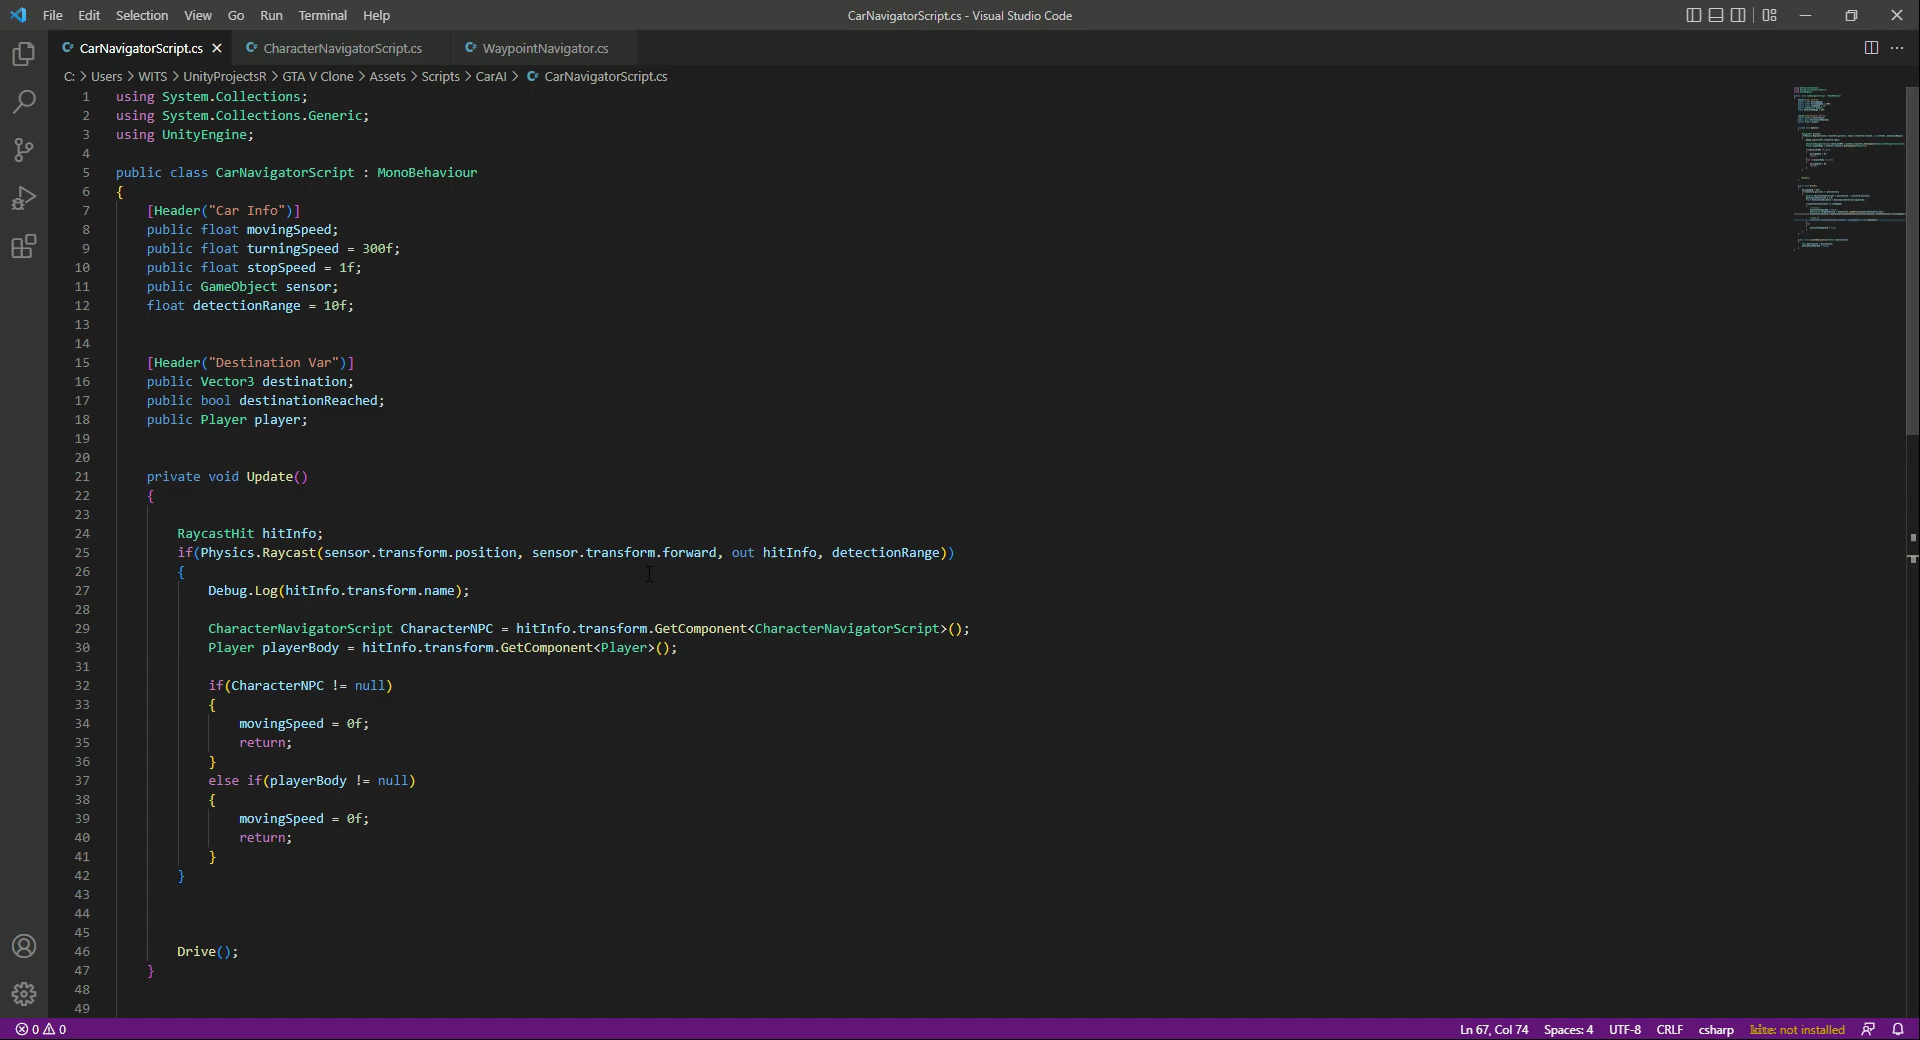 File Edit Selection View Go Run Terminal Help
CarNavigatorScript.cs - Visual Studio Code
CarNavigatorScript.cs CharacterNavigatorScript.cs WaypointNavigator.cs
C: > Users > WITS > UnityProjectsR > GTA V Clone > Assets > Scripts > CarAI > CarNavigatorScript.cs
1 using System.Collections;
2 using System.Collections.Generic;
3 using UnityEngine;
4
5 public class CarNavigatorScript : MonoBehaviour
6 {
7 [Header("Car Info")]
8 public float movingSpeed;
9 public float turningSpeed = 300f;
10 public float stopSpeed = 1f;
11 public GameObject sensor;
12 float detectionRange = 10f;
13
14
15 [Header("Destination Var")]
16 public Vector3 destination;
17 public bool destinationReached;
18 public Player player;
19
20
21 private void Update()
22 {
23
24 RaycastHit hitInfo;
25 if(Physics.Raycast(sensor.transform.position, sensor.transform.forward, out hitInfo, detectionRange))
26 {
27 Debug.Log(hitInfo.transform.name);
28
29 CharacterNavigatorScript CharacterNPC = hitInfo.transform.GetComponent<CharacterNavigatorScript>();
30 Player playerBody = hitInfo.transform.GetComponent<Player>();
31
32 if(CharacterNPC != null)
33 {
34 movingSpeed = 0f;
35 return;
36 }
37 else if(playerBody != null)
38 {
39 movingSpeed = 0f;
40 return;
41 }
42 }
43
44
45
46 Drive();
47 }
48
49
0 0 Ln 67, Col 74 Spaces: 4 UTF-8 CRLF csharp kite: not installed